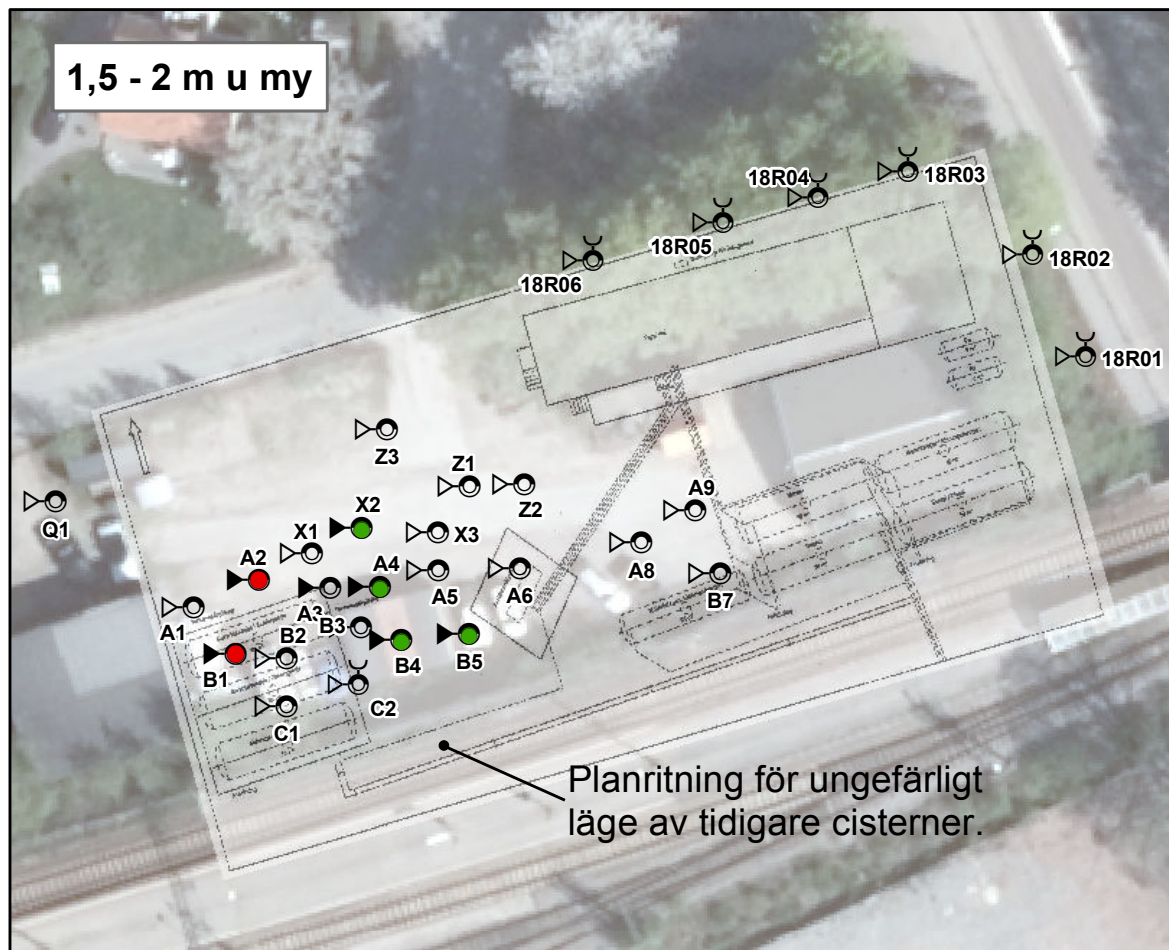 1,5 - 2 m u my
18R04
18R03
18R05
18R02
18R06
18R01
Z3
Z1
Z2
A9
Q1
X2
X1
X3
A2
A4
A8
A3
A5
A6
B7
A1
B3
B2
B4
B5
B1
C2
C1
Planritning för ungefärligt
läge av tidigare cisterner.